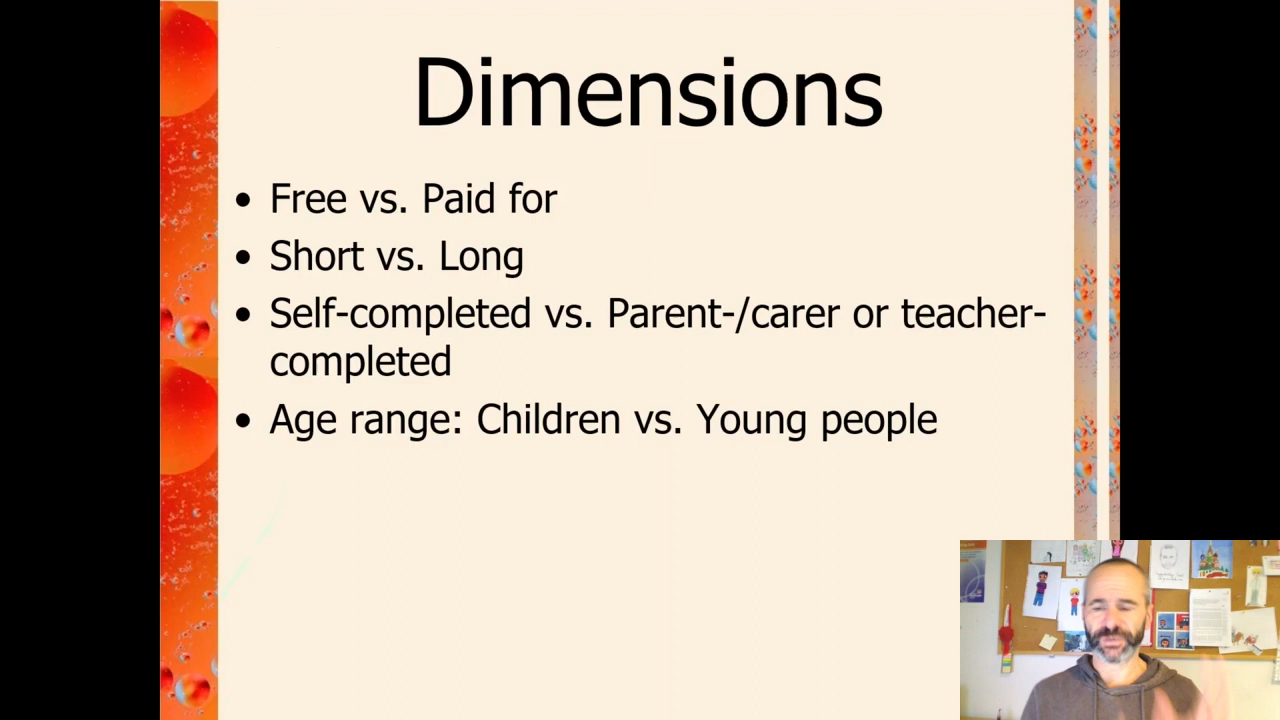 Dimensions
• Free vs. Paid for
• Short vs. Long
• Self-completed vs. Parent-/carer or teacher-
completed
• Age range: Children vs. Young people